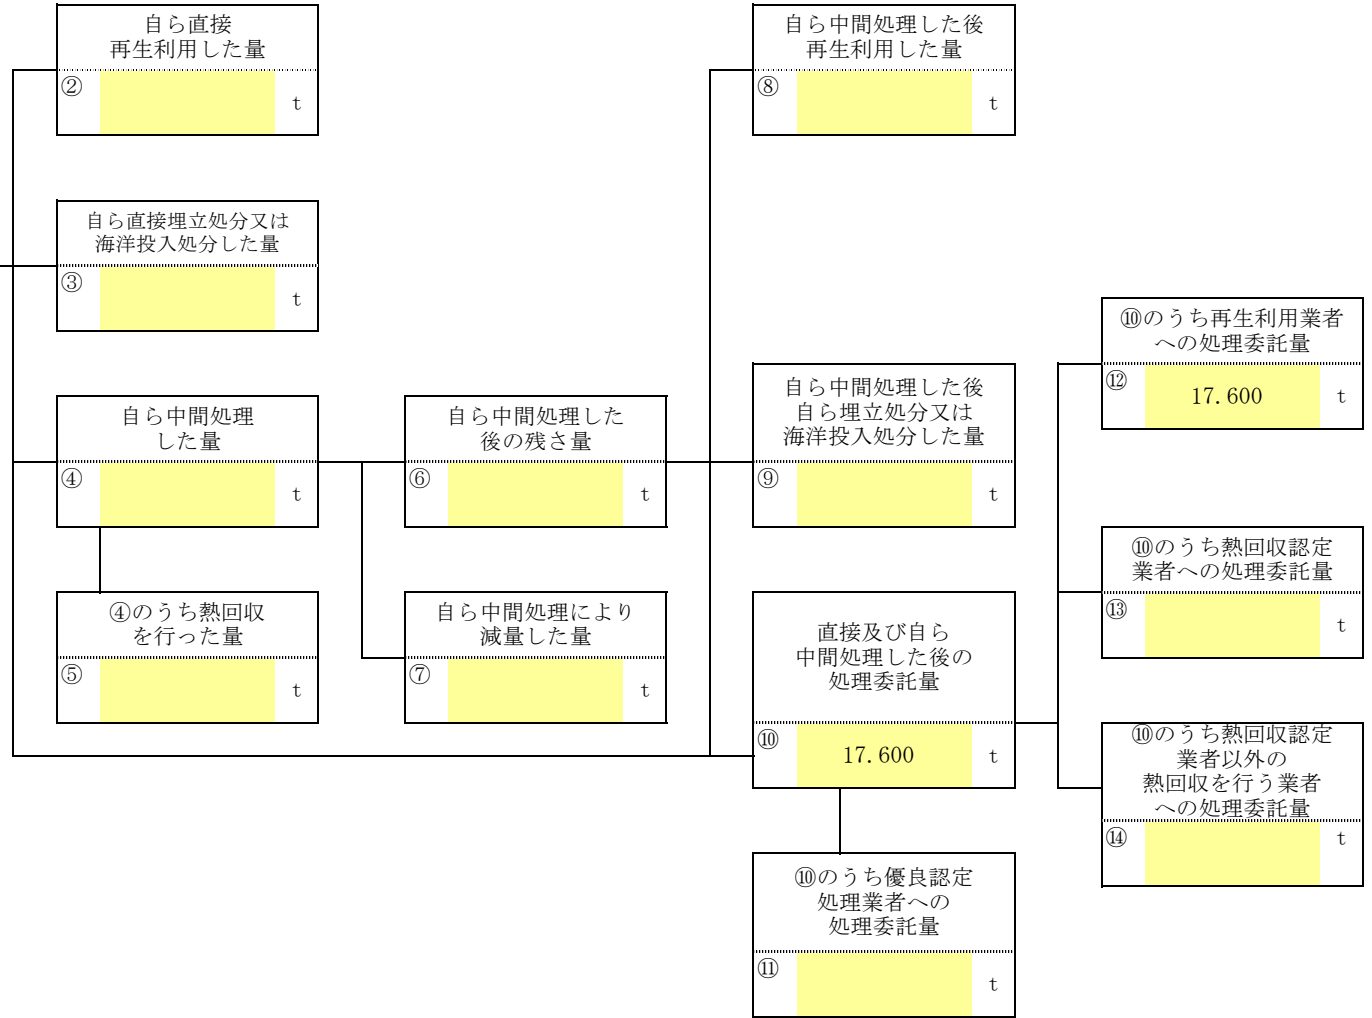 自ら直接
再生利用した量
②
t
自ら中間処理した後
再生利用した量
⑧
t
自ら直接埋立処分又は
海洋投入処分した量
③
t
⑩のうち再生利用業者
への処理委託量
⑫
17.600
t
自ら中間処理
した量
④
t
自ら中間処理した
後の残さ量
⑥
t
自ら中間処理した後
自ら埋立処分又は
海洋投入処分した量
⑨
t
⑩のうち熱回収認定
業者への処理委託量
⑬
t
④のうち熱回収
を行った量
⑤
t
自ら中間処理により
減量した量
⑦
t
直接及び自ら
中間処理した後の
処理委託量
⑩
17.600
t
⑩のうち熱回収認定
業者以外の
熱回収を行う業者
への処理委託量
⑭
t
⑩のうち優良認定
処理業者への
処理委託量
⑪
t